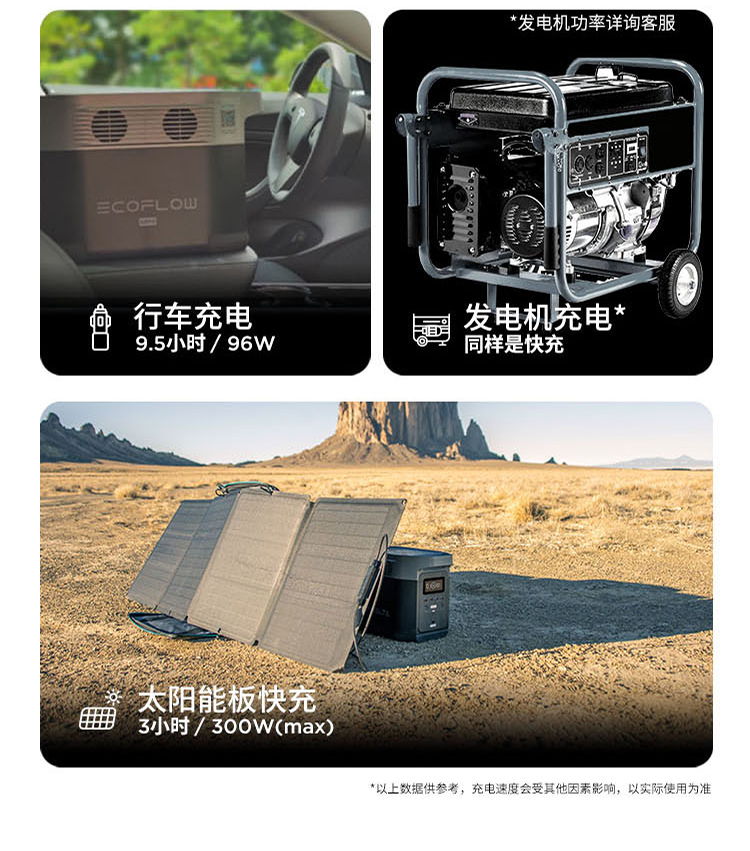 ECOFLOW
行车充电
9.5小时 / 96W
*发电机功率详询客服
发电机充电*
同样是快充
太阳能板快充
3小时 / 300W(max)
*以上数据供参考，充电速度会受其他因素影响，以实际使用为准